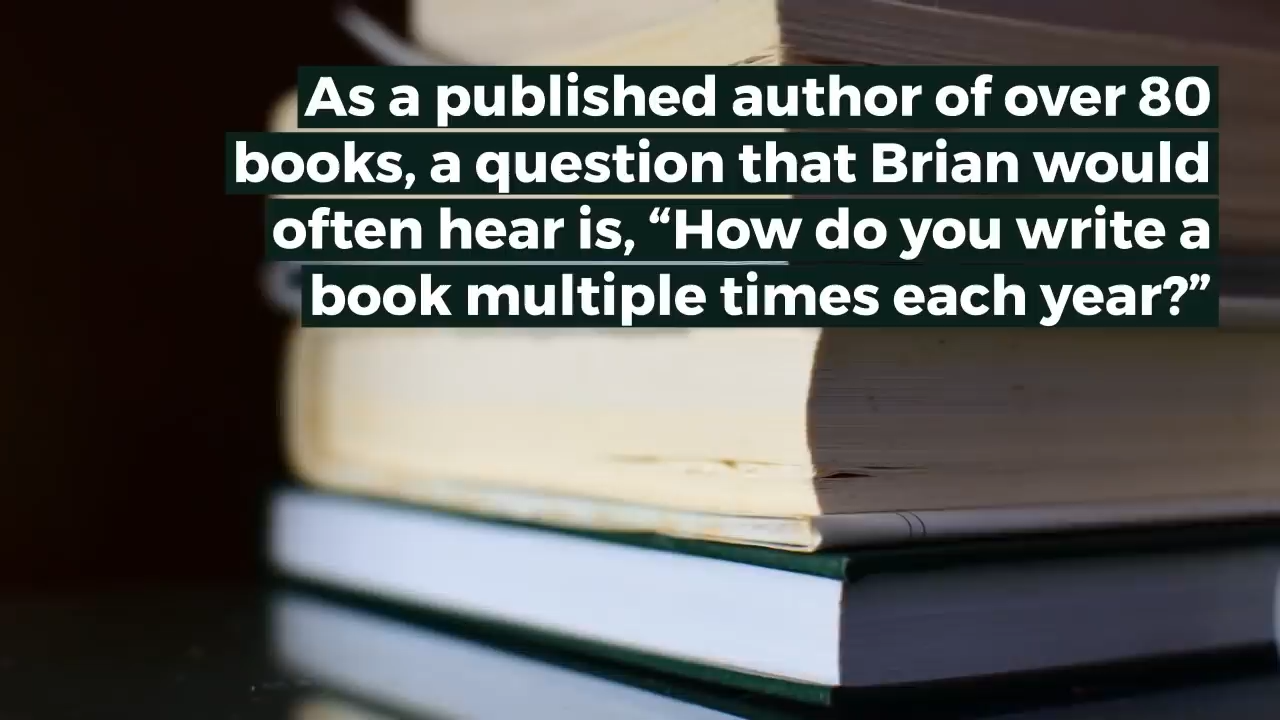 As a published author of over 80
books, a question that Brian would
often hear is, “How do you write a
book multiple times each year?”